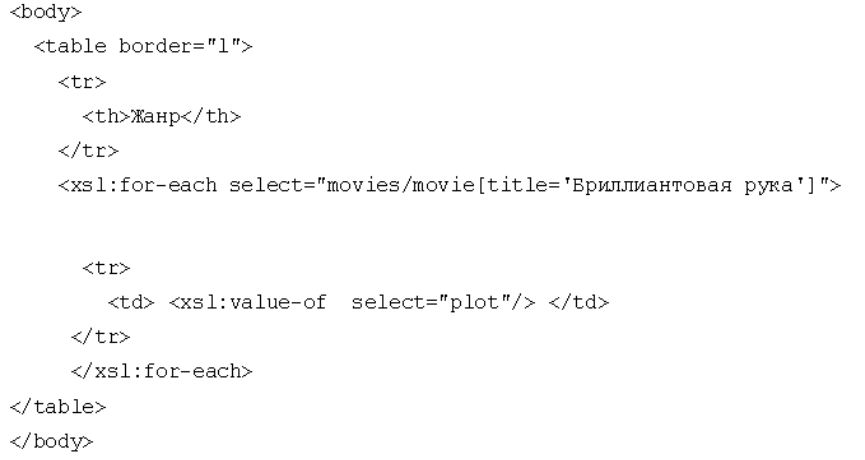 <body>
<table border="1">
<tr>
<th>Жанр</th>
</tr>
<xsl:for-each select="movies/movie[title='Бриллиантовая рука']">
<tr>
<td> <xsl:value-of select="plot"/> </td>
</tr>
</xsl:for-each>
</table>
</body>